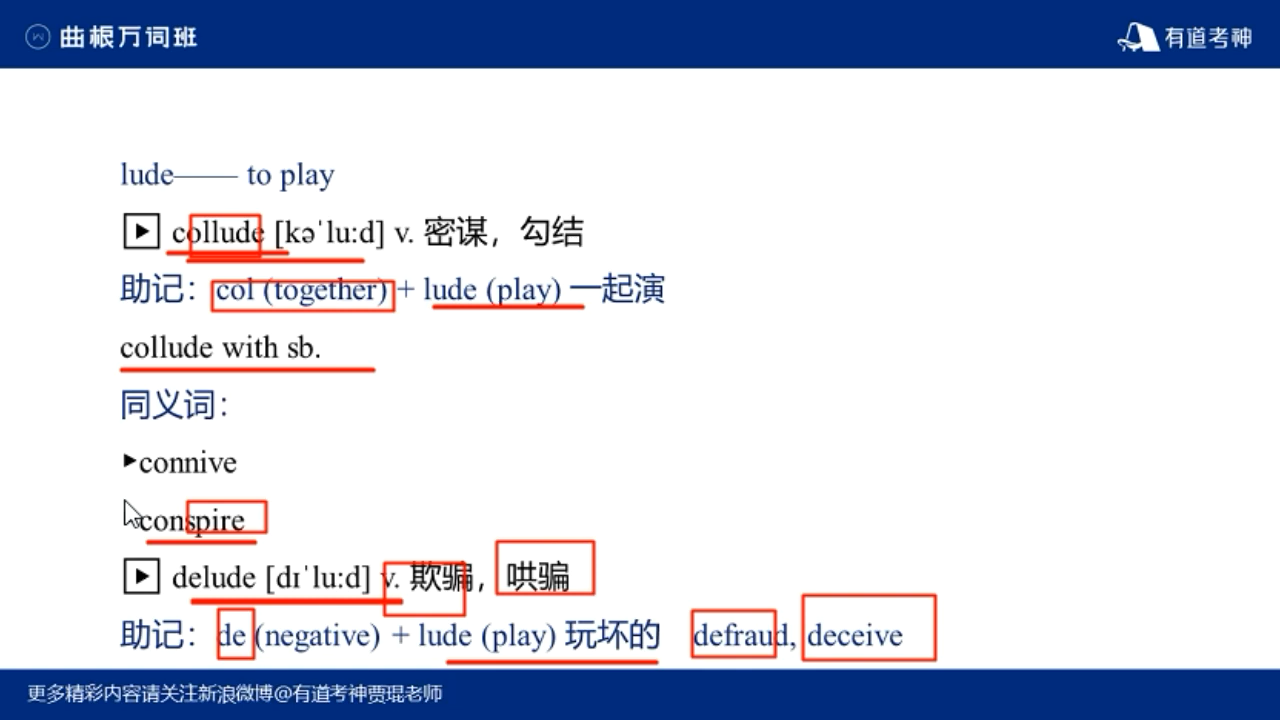 曲根万词班
有道考神
lude—— to play
collude [kəˈlu:d] v. 密谋，勾结
助记：col (together) + lude (play) 一起演
collude with sb.
同义词：
▶connive
conspire
delude [dɪˈlu:d] v. 欺骗，哄骗
助记：de (negative) + lude (play) 玩坏的 defraud, deceive
更多精彩内容请关注新浪微博@有道考神贾琨老师